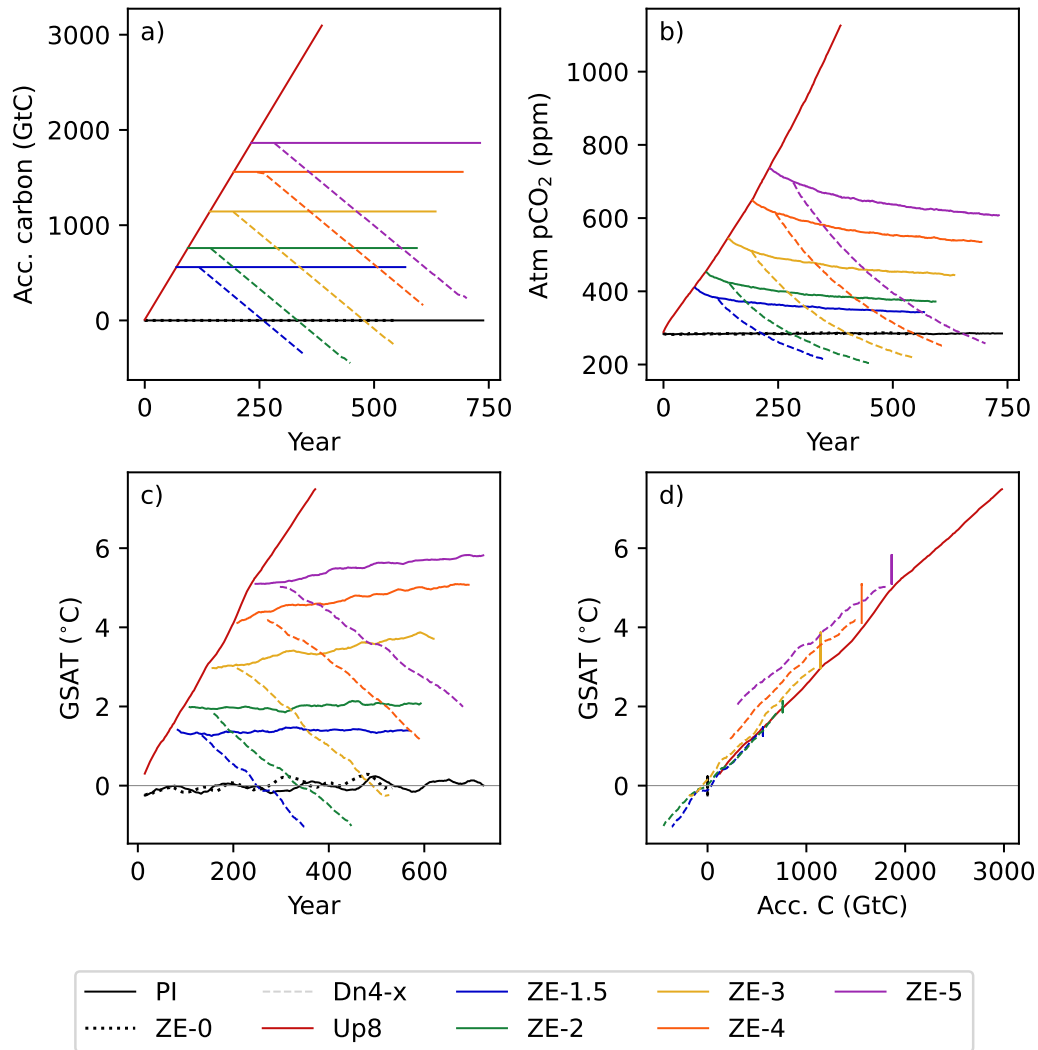 a)
Acc. carbon (GtC)
3000
2000
1000
0
0 250 500 750
Year
b)
Atm pCO₂ (ppm)
1000
800
600
400
200
0 250 500 750
Year
c)
GSAT (°C)
6
4
2
0
0 200 400 600
Year
d)
GSAT (°C)
6
4
2
0
0 1000 2000 3000
Acc. C (GtC)
PI Dn4-x ZE-1.5 ZE-3 ZE-5
ZE-0 Up8 ZE-2 ZE-4